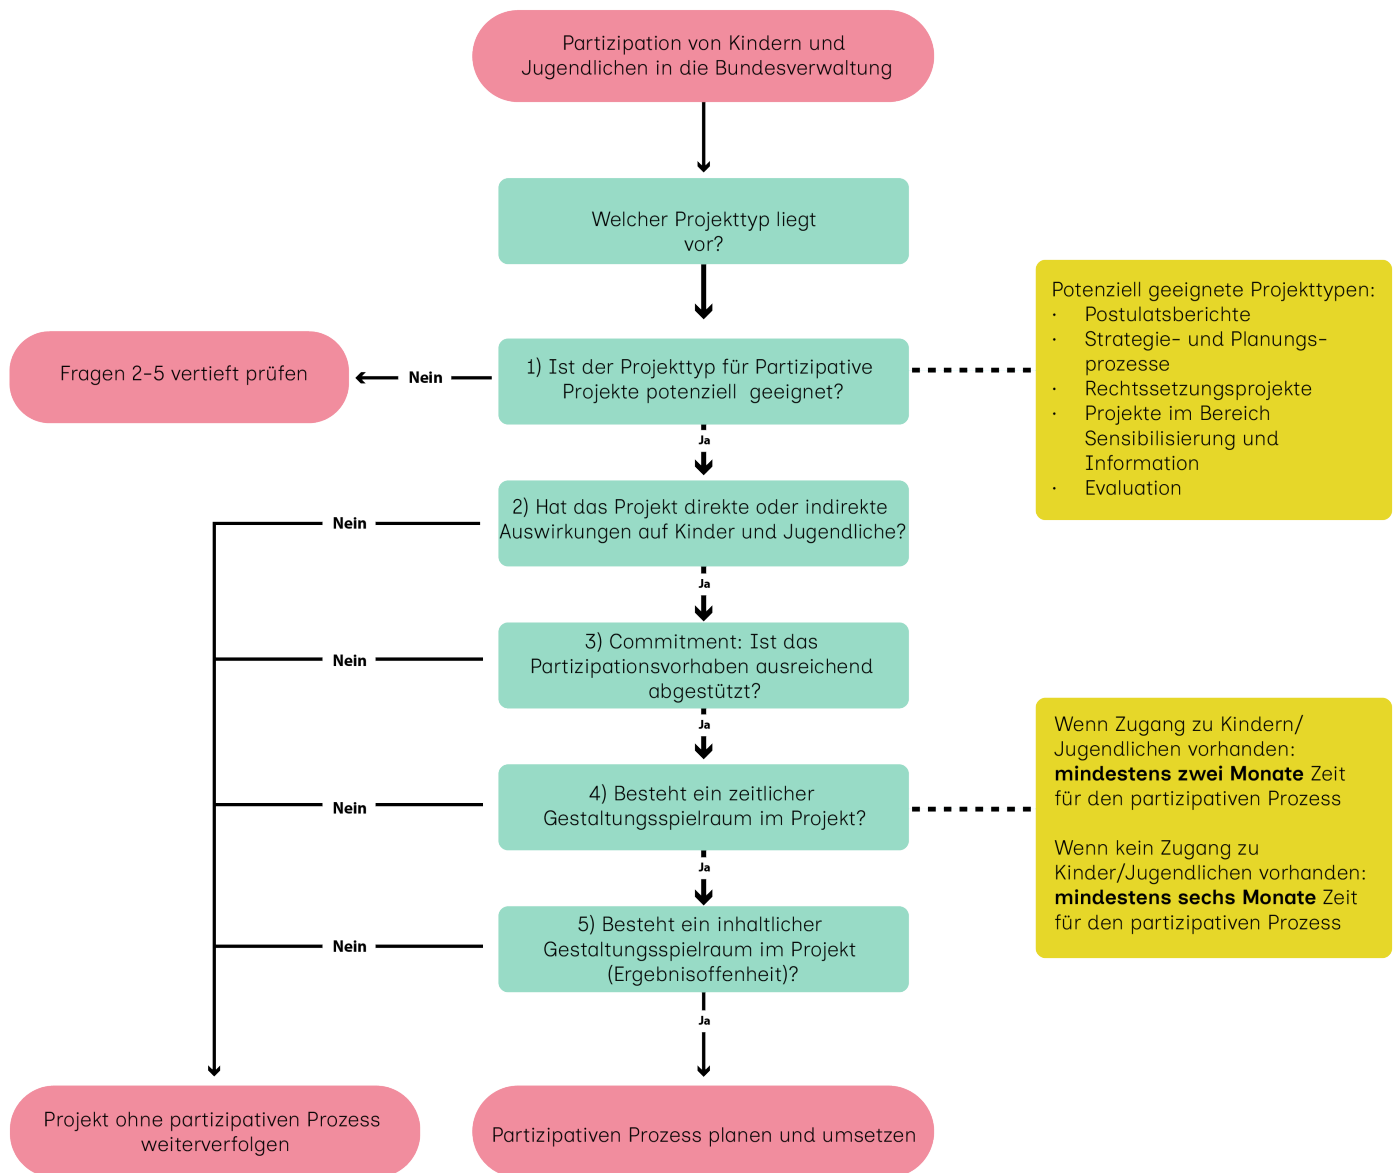 Partizipation von Kindern und
Jugendlichen in die Bundesverwaltung
Welcher Projekttyp liegt
vor?
Potenziell geeignete Projekttypen:
· Postulatsberichte
· Strategie- und Planungs-
prozesse
· Rechtssetzungsprojekte
· Projekte im Bereich
Sensibilisierung und
Information
· Evaluation
1) Ist der Projekttyp für Partizipative
Projekte potenziell geeignet?
Nein
Fragen 2-5 vertieft prüfen
Ja
2) Hat das Projekt direkte oder indirekte
Auswirkungen auf Kinder und Jugendliche?
Nein
Ja
3) Commitment: Ist das
Partizipationsvorhaben ausreichend
abgestützt?
Nein
Ja
4) Besteht ein zeitlicher
Gestaltungsspielraum im Projekt?
Nein
Wenn Zugang zu Kindern/
Jugendlichen vorhanden:
mindestens zwei Monate Zeit
für den partizipativen Prozess
Wenn kein Zugang zu
Kinder/Jugendlichen vorhanden:
mindestens sechs Monate Zeit
für den partizipativen Prozess
Ja
5) Besteht ein inhaltlicher
Gestaltungsspielraum im Projekt
(Ergebnisoffenheit)?
Nein
Ja
Projekt ohne partizipativen Prozess
weiterverfolgen
Partizipativen Prozess planen und umsetzen